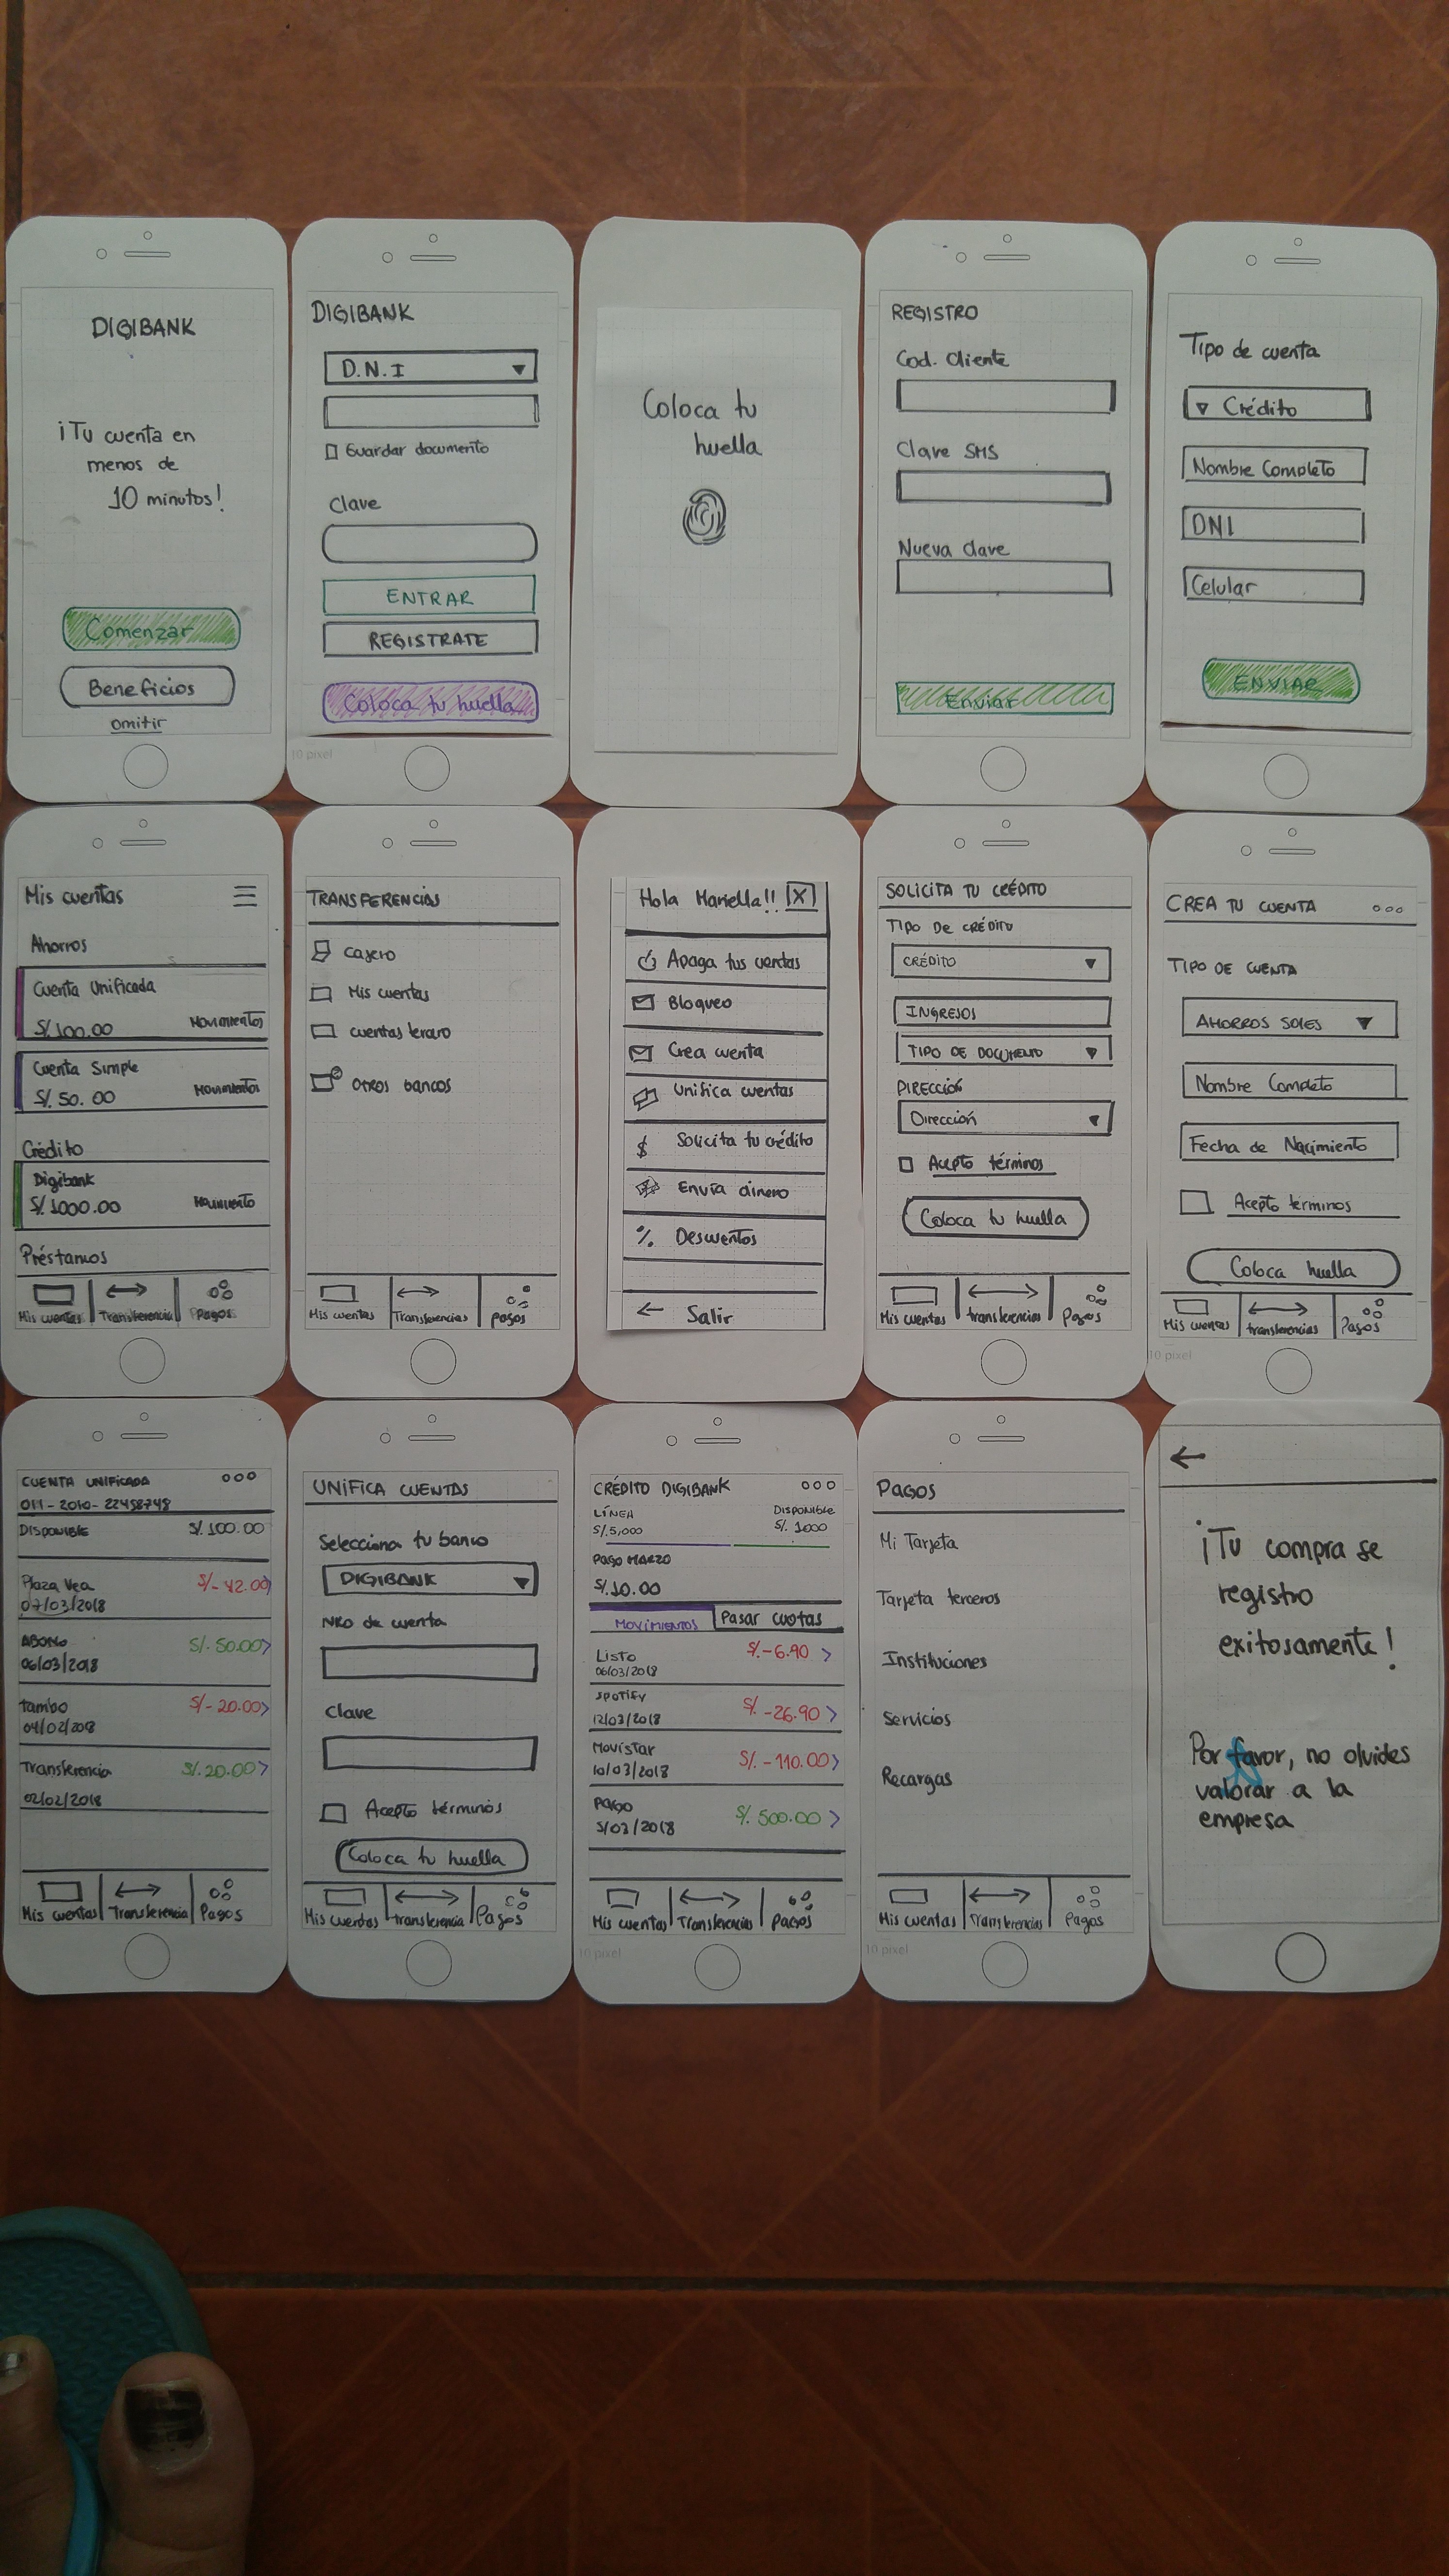 DIGIBANK
¡Tu cuenta en
menos de
10 minutos!
Comenzar
Beneficios
omitir
DIGIBANK
D.N.I
Guardar documento
Clave
ENTRAR
REGISTRATE
Coloca tu huella
10 pixel
Coloca tu
huella
REGISTRO
Cod. Cliente
Clave SMS
Nueva clave
Enviar
Tipo de cuenta
Crédito
Nombre Completo
DNI
Celular
ENVIAR
Mis cuentas
Ahorros
Cuenta Unificada
S/.100.00 Movimientos
Cuenta Simple
S/. 50.00 Movimientos
Crédito
Digibank
S/.1000.00 Movimiento
Préstamos
Mis cuentas Transferencia Pagos
TRANSFERENCIAS
Cajero
Mis cuentas
cuentas terceros
Otros bancos
Mis cuentas Transferencias pagos
Hola Mariella!! X
Apaga tus cuentas
Bloqueo
Crea cuenta
Unifica cuentas
$ Solicita tu crédito
Envía dinero
% Descuentos
Salir
SOLICITA TU CRÉDITO
TIPO DE CRÉDITO
CRÉDITO
INGRESOS
TIPO DE DOCUMENTO
DIRECCIÓN
Dirección
Acepto términos
Coloca tu huella
Mis cuentas transferencias Pagos
CREA TU CUENTA
TIPO DE CUENTA
AHORROS SOLES
Nombre Completo
Fecha de Nacimiento
Acepto terminos
Coloca huella
Mis cuentas transferencias Pagos
10 pixel
CUENTA UNIFICADA
011-2010-22458748
DISPONIBLE S/.100.00
Plaza Vea S/-42.00
07/03/2018
ABONO S/.50.00>
06/03/2018
tambo S/-20.00>
04/02/2018
Transferencia S/.20.00>
02/02/2018
Mis cuentas Transferencia Pagos
UNIFICA CUENTAS
Selecciona tu banco
DIGIBANK
NRO de cuenta
Clave
Acepto términos
Coloca tu huella
Mis cuentas transferencia Pagos
CRÉDITO DIGIBANK
LÍNEA DISPONIBLE
S/.5,000 S/. 1000
PAGO MARZO
S/.10.00
MOVIMIENTOS Pasar cuotas
Listo S/.-6.90 >
06/03/2018
SPOTIFY S/. -26.90 >
12/03/2018
Movistar S/. -110.00>
10/03/2018
PAGO S/. 500.00 >
5/03/2018
Mis cuentas Transferencias pagos
10 pixel
PAGOS
Mi Tarjeta
Tarjeta terceros
Instituciones
Servicios
Recargas
Mis cuentas Transferencias Pagos
10 pixel
¡Tu compra se
registro
exitosamente!
Por favor, no olvides
valorar a la
empresa